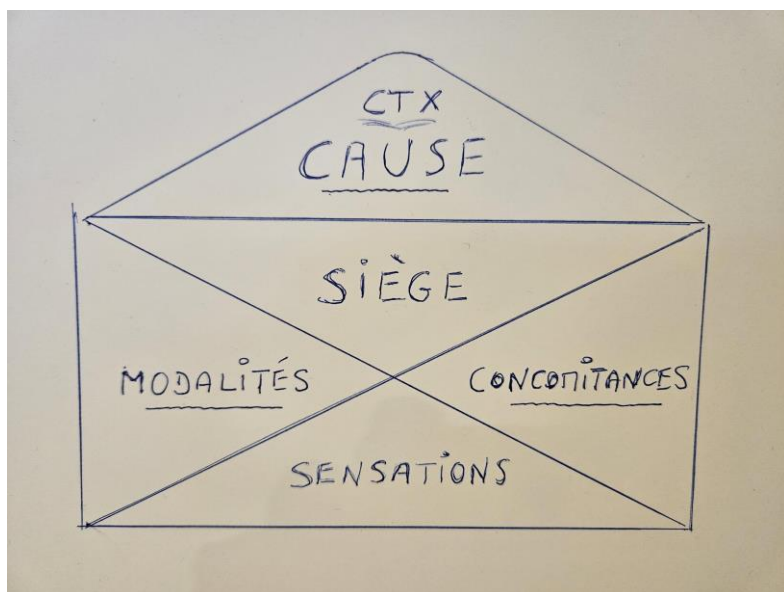 CTX
CAUSE
SIÈGE
MODALITÉS
CONCOMITANCES
SENSATIONS